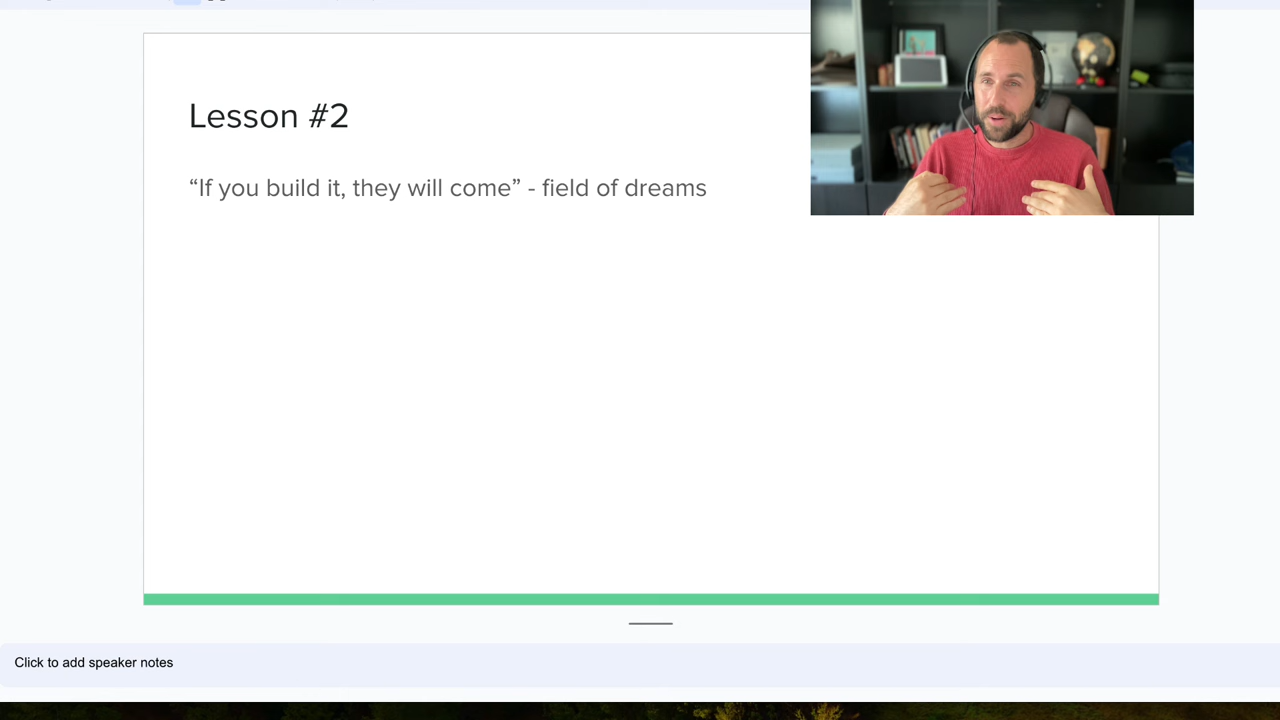 Lesson #2
“If you build it, they will come” - field of dreams
Click to add speaker notes